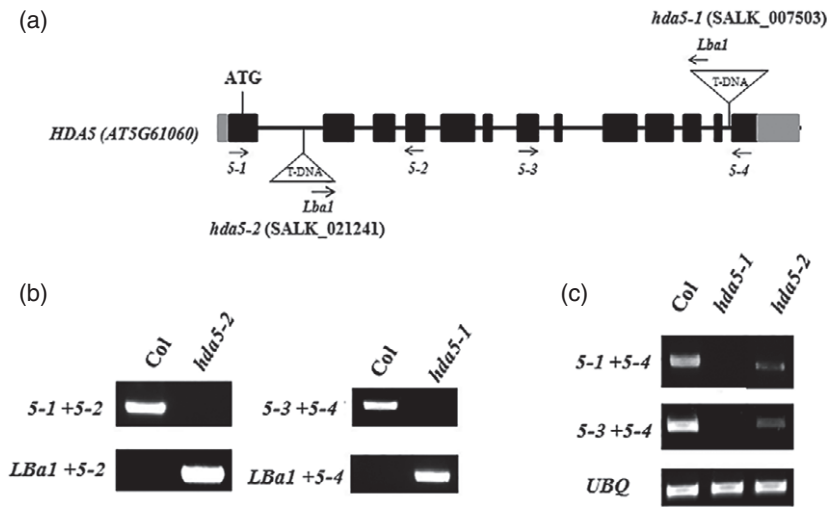 (a)
hda5-1 (SALK_007503)
Lba1
T-DNA
ATG
HDA5 (AT5G61060)
5-1
5-2
5-3
5-4
T-DNA
Lba1
hda5-2 (SALK_021241)
(b)
Col
hda5-2
5-1 +5-2
LBa1 +5-2
Col
hda5-1
5-3 +5-4
LBa1 +5-4
(c)
Col
hda5-1
hda5-2
5-1 +5-4
5-3 +5-4
UBQ